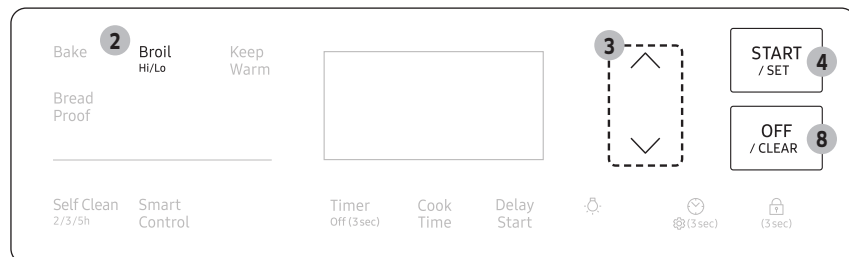 Bake
2
Broil
Hi/Lo
Keep
Warm
3
START
/ SET
4
Bread
Proof
OFF
/ CLEAR
8
Self Clean
2/3/5h
Smart
Control
Timer
Off (3 sec)
Cook
Time
Delay
Start
(3 sec)
(3 sec)